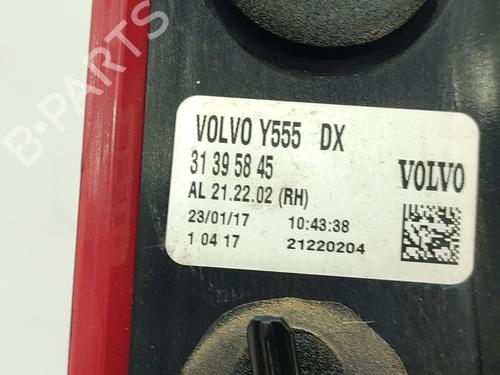 VOLVO Y555 DX
31 39 58 45
VOLVO
AL 21.22.02 (RH)
23/01/17 10:43:38
1 04 17 21220204
B-PARTS